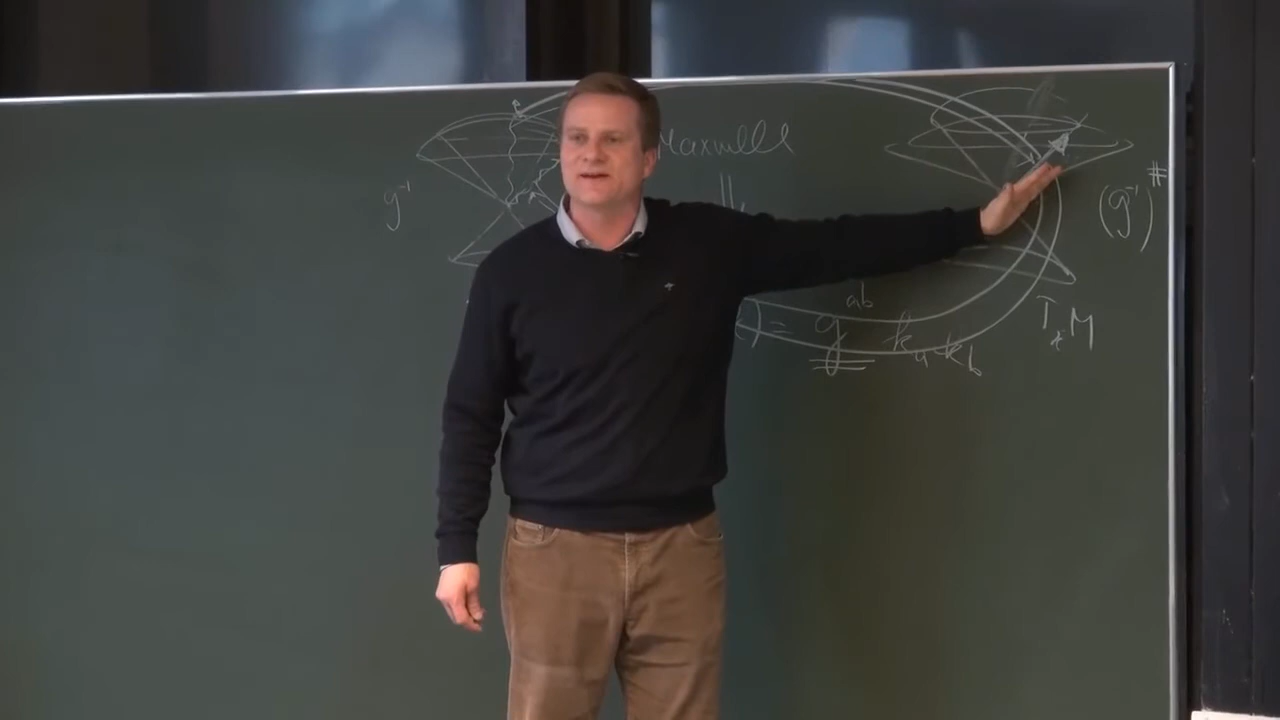 Maxwell
g⁻¹
(g⁻¹)^#
) = g^{ab} k_a k_b
T_x M